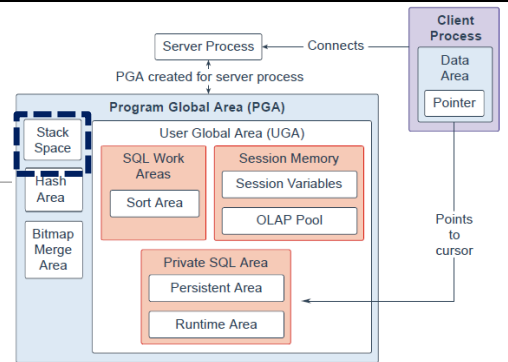 Client
Process
Server Process
Connects
Data
Area
Pointer
PGA created for server process
Program Global Area (PGA)
Stack
Space
Hash
Area
Bitmap
Merge
Area
User Global Area (UGA)
SQL Work
Areas
Sort Area
Session Memory
Session Variables
OLAP Pool
Points
to
cursor
Private SQL Area
Persistent Area
Runtime Area